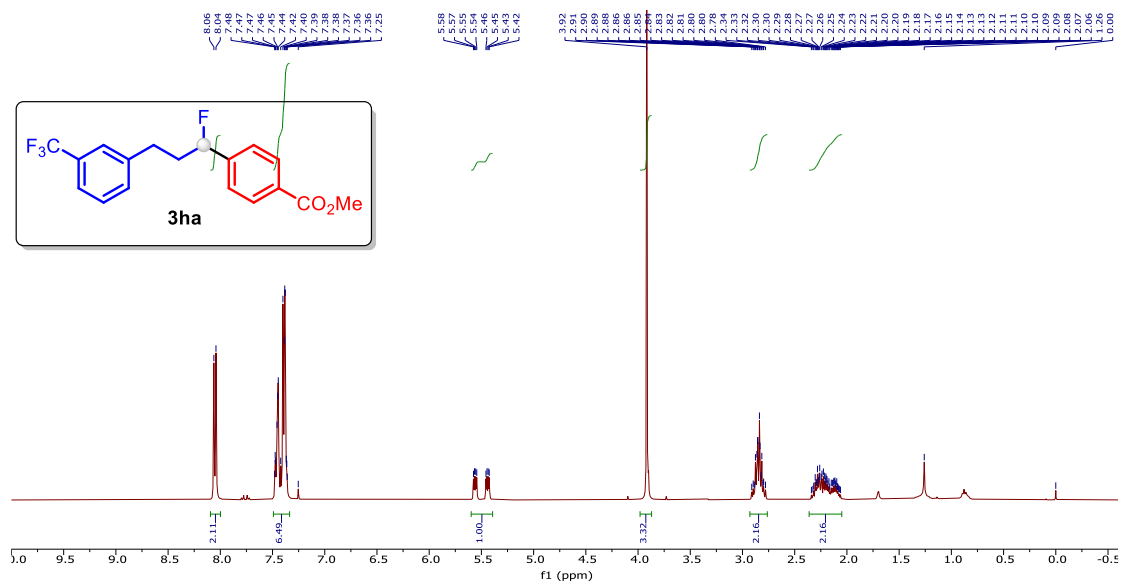 8.06 8.04 7.48 7.47 7.47 7.46 7.45 7.44 7.42 7.40 7.39 7.38 7.38 7.37 7.36 7.36 7.25
5.58 5.57 5.55 5.54 5.46 5.45 5.43 5.42
3.92 3.91 2.90 2.89 2.88 2.86 2.86 2.85 2.84 2.83 2.82 2.81 2.80 2.80 2.78 2.34 2.33 2.32 2.30 2.30 2.29 2.28 2.27 2.27 2.26 2.25 2.24 2.23 2.22 2.21 2.20 2.20 2.19 2.18 2.17 2.16 2.15 2.14 2.13 2.13 2.12 2.11 2.11 2.10 2.10 2.09 2.09 2.08 2.07 2.06 1.26 0.00
F
F3C
CO2Me
3ha
2.11 6.49 1.00 3.32 2.16 2.16
9.5 9.0 8.5 8.0 7.5 7.0 6.5 6.0 5.5 5.0 4.5 4.0 3.5 3.0 2.5 2.0 1.5 1.0 0.5 0.0
f1 (ppm)